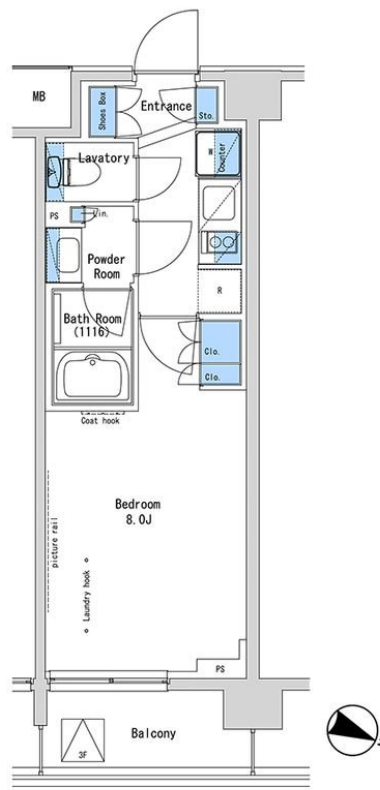 MB
Shoes Box
Entrance
Sto.
Lavatory
Counter
PS
Lin.
Powder
Room
R
Bath Room
(1116)
Clo.
Clo.
Coat hook
Bedroom
8.0J
picture rail
Laundry hook
PS
Balcony
3F